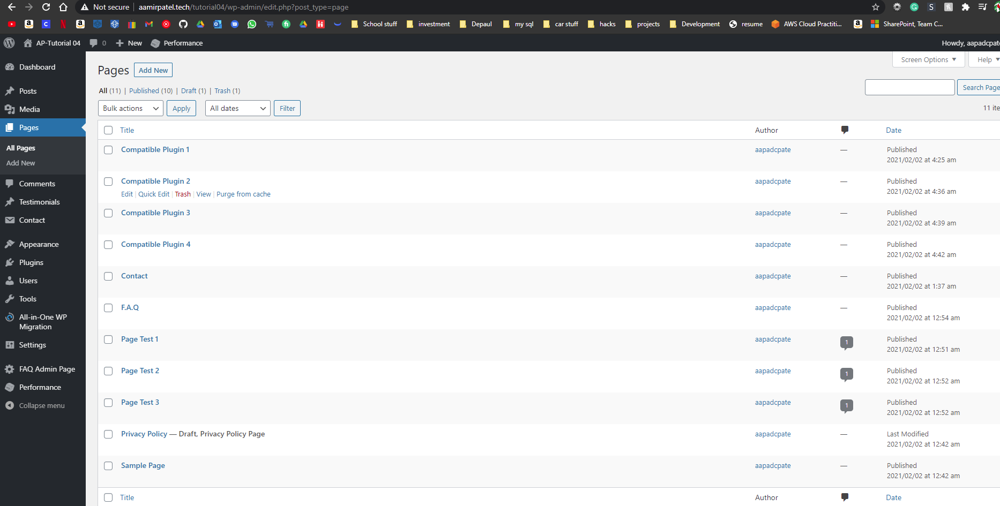 Not secure | aamirpatel.tech/tutorial04/wp-admin/edit.php?post_type=page
School stuff investment Depaul my sql car stuff hacks projects Development resume AWS Cloud Practiti... SharePoint, Team C...
AP-Tutorial 04 0 New Performance Howdy, aapadcpate
Dashboard
Posts
Media
Pages
All Pages
Add New
Comments
Testimonials
Contact
Appearance
Plugins
Users
Tools
All-in-One WP
Migration
Settings
FAQ Admin Page
Performance
Collapse menu
Screen Options Help
Pages Add New
All (11) | Published (10) | Draft (1) | Trash (1)
Search Page
Bulk actions Apply All dates Filter
11 ite
Title Author Date
Compatible Plugin 1 aapadcpate — Published
2021/02/02 at 4:25 am
Compatible Plugin 2 aapadcpate — Published
2021/02/02 at 4:36 am
Edit | Quick Edit | Trash | View | Purge from cache
Compatible Plugin 3 aapadcpate — Published
2021/02/02 at 4:39 am
Compatible Plugin 4 aapadcpate — Published
2021/02/02 at 4:42 am
Contact aapadcpate — Published
2021/02/02 at 1:37 am
F.A.Q aapadcpate — Published
2021/02/02 at 12:54 am
Page Test 1 aapadcpate 1 Published
2021/02/02 at 12:51 am
Page Test 2 aapadcpate 1 Published
2021/02/02 at 12:52 am
Page Test 3 aapadcpate 1 Published
2021/02/02 at 12:52 am
Privacy Policy — Draft, Privacy Policy Page aapadcpate — Last Modified
2021/02/02 at 12:42 am
Sample Page aapadcpate — Published
2021/02/02 at 12:42 am
Title Author Date